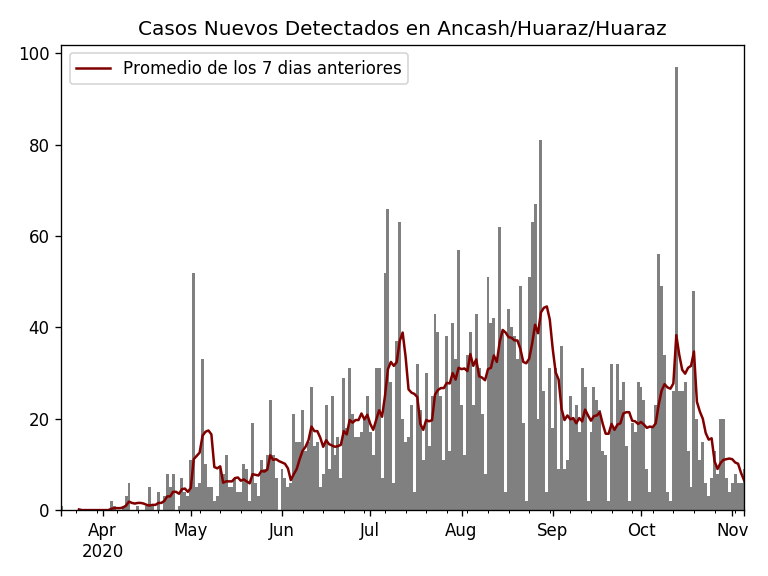 Casos Nuevos Detectados en Ancash/Huaraz/Huaraz
Promedio de los 7 dias anteriores
100
80
60
40
20
0
Apr May Jun Jul Aug Sep Oct Nov
2020